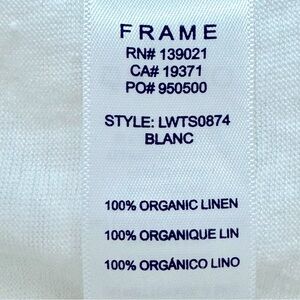 FRAME
RN# 139021
CA# 19371
PO# 950500
STYLE: LWTS0874
BLANC
100% ORGANIC LINEN
100% ORGANIQUE LIN
100% ORGÁNICO LINO